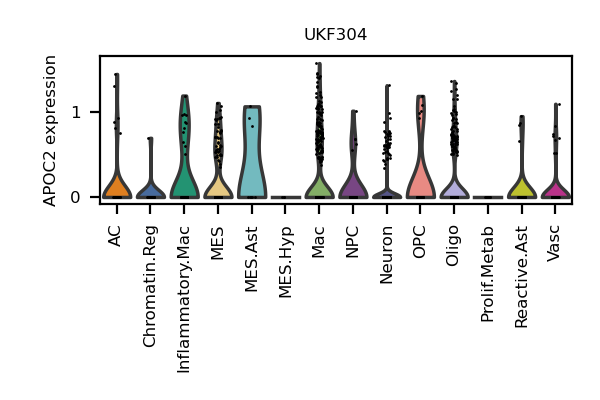 UKF304
APOC2 expression
1
0
AC
Chromatin.Reg
Inflammatory.Mac
MES
MES.Ast
MES.Hyp
Mac
NPC
Neuron
OPC
Oligo
Prolif.Metab
Reactive.Ast
Vasc